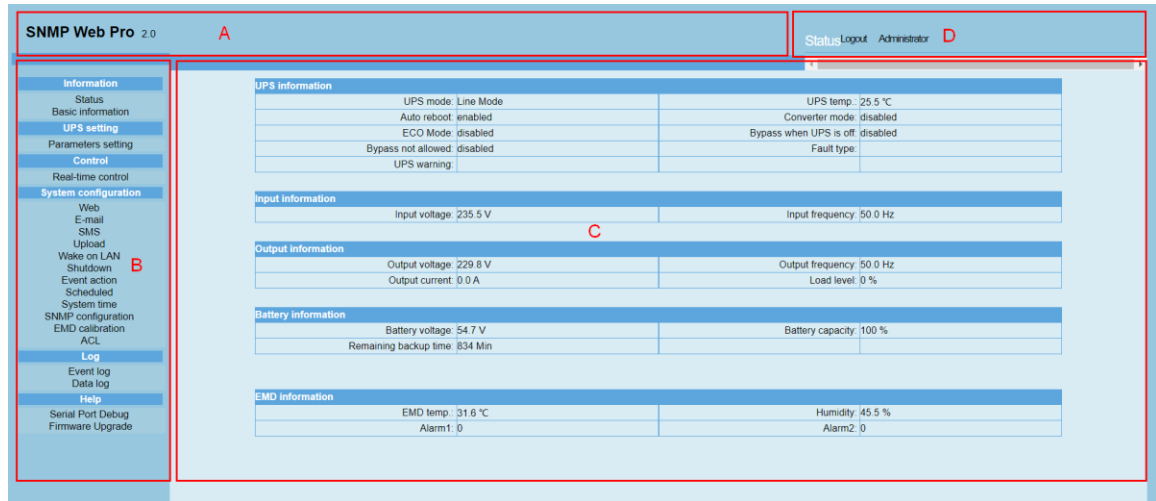 SNMP Web Pro 2.0
A
Status Logout Administrator D
Information
Status
Basic information
UPS setting
Parameters setting
Control
Real-time control
System configuration
Web
E-mail
SMS
Upload
Wake on LAN
Shutdown
Event action
Scheduled
System time
SNMP configuration
EMD calibration
ACL
Log
Event log
Data log
Help
Serial Port Debug
Firmware Upgrade
B
UPS information
UPS mode: Line Mode UPS temp.: 25.5 ℃
Auto reboot: enabled Converter mode: disabled
ECO Mode: disabled Bypass when UPS is off: disabled
Bypass not allowed: disabled Fault type:
UPS warning:
Input information
Input voltage: 235.5 V Input frequency: 50.0 Hz
C
Output information
Output voltage: 229.8 V Output frequency: 50.0 Hz
Output current: 0.0 A Load level: 0 %
Battery information
Battery voltage: 54.7 V Battery capacity: 100 %
Remaining backup time: 834 Min
EMD information
EMD temp.: 31.6 ℃ Humidity: 45.5 %
Alarm1: 0 Alarm2: 0